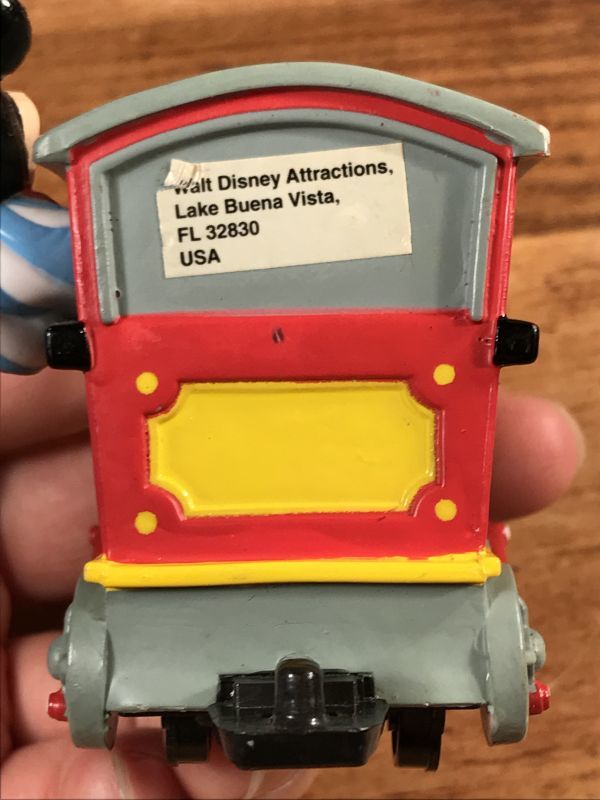 Walt Disney Attractions,
Lake Buena Vista,
FL 32830
USA